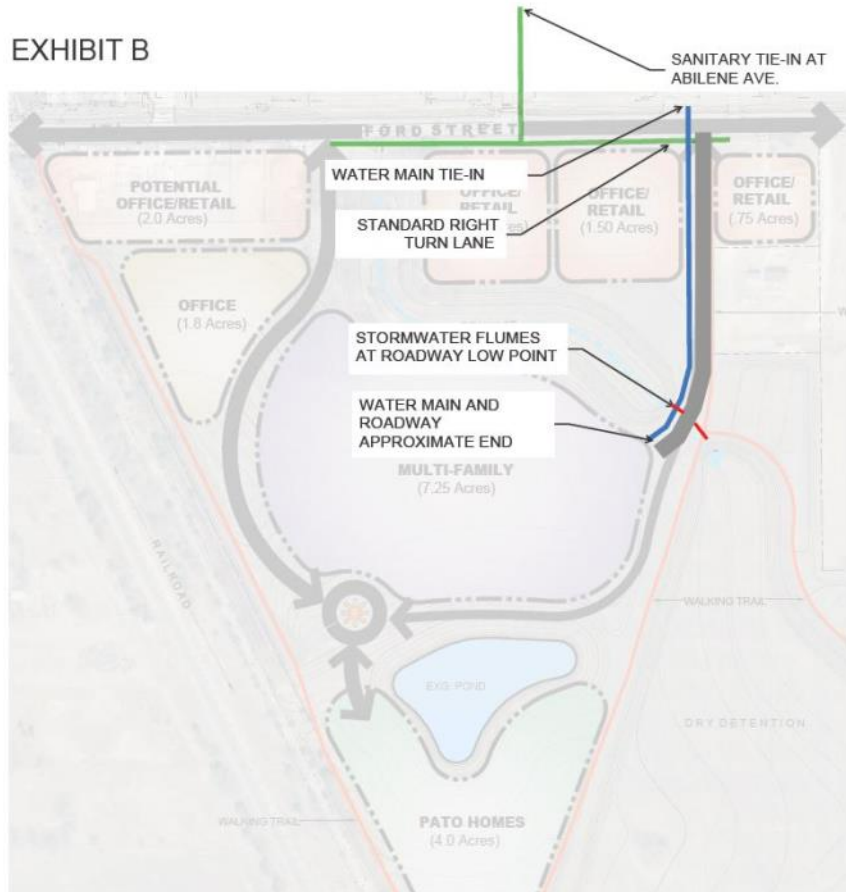 EXHIBIT B
SANITARY TIE-IN AT
ABILENE AVE.
FORD STREET
WATER MAIN TIE-IN
STANDARD RIGHT
TURN LANE
POTENTIAL
OFFICE/RETAIL
(2.0 Acres)
OFFICE/
RETAIL
OFFICE/
RETAIL
(1.50 Acres)
OFFICE/
RETAIL
(.75 Acres)
OFFICE
(1.8 Acres)
STORMWATER FLUMES
AT ROADWAY LOW POINT
WATER MAIN AND
ROADWAY
APPROXIMATE END
MULTI-FAMILY
(7.25 Acres)
RAILROAD
WALKING TRAIL
EXG. POND
DRY DETENTION
WALKING TRAIL
PATO HOMES
(4.0 Acres)